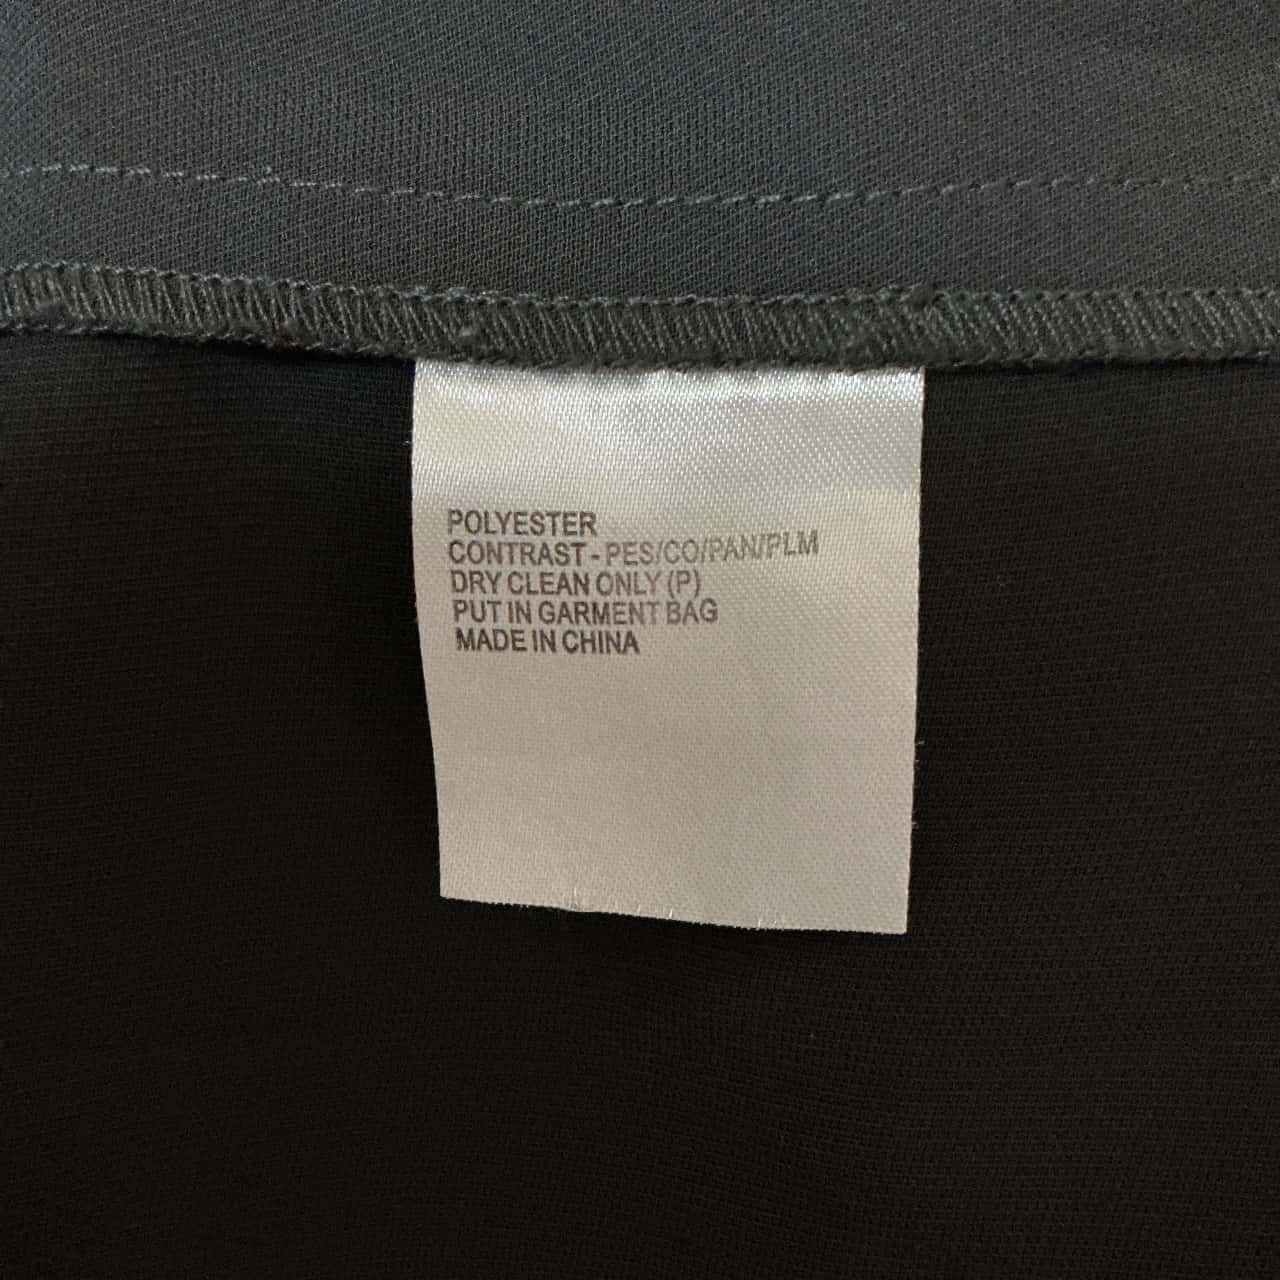 POLYESTER
CONTRAST - PES/CO/PAN/PLM
DRY CLEAN ONLY (P)
PUT IN GARMENT BAG
MADE IN CHINA